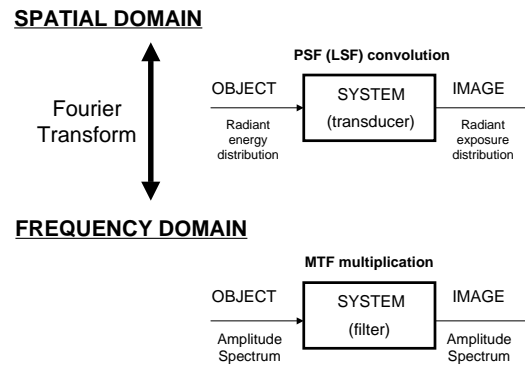 SPATIAL DOMAIN
PSF (LSF) convolution
Fourier
Transform
OBJECT
SYSTEM
(transducer)
IMAGE
Radiant
energy
distribution
Radiant
exposure
distribution
FREQUENCY DOMAIN
MTF multiplication
OBJECT
SYSTEM
(filter)
IMAGE
Amplitude
Spectrum
Amplitude
Spectrum